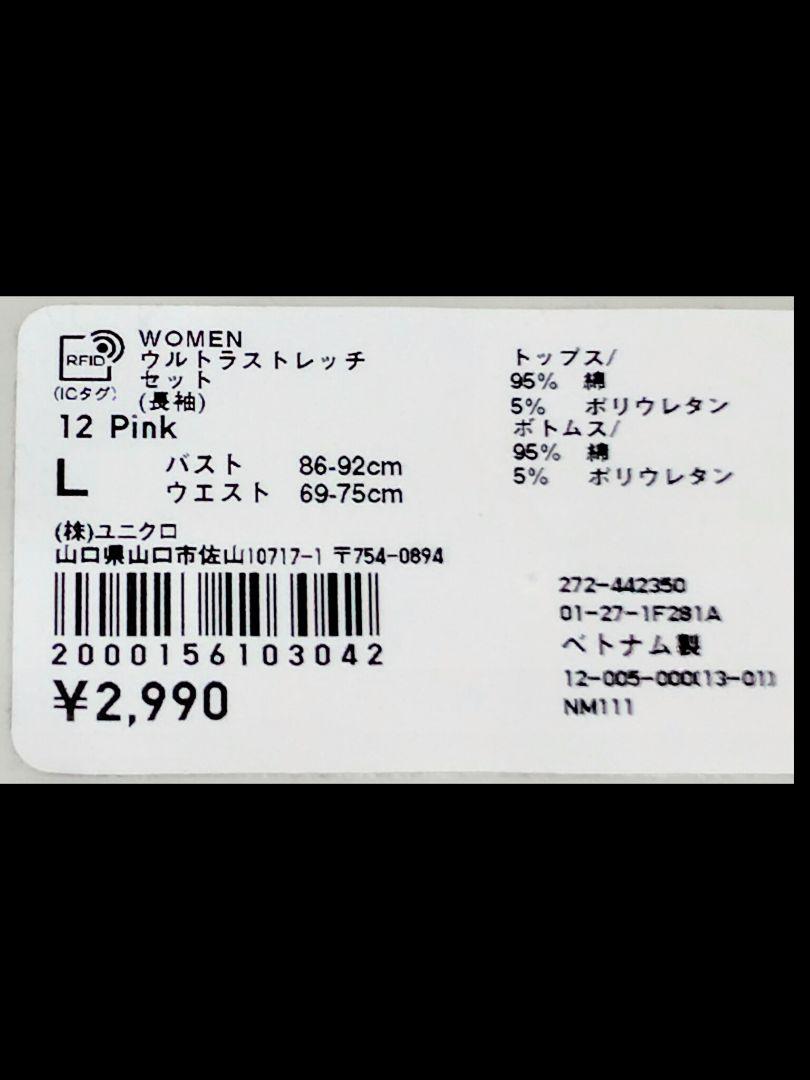 RFID
(ICタグ)
WOMEN
ウルトラストレッチ
セット
(長袖)
12 Pink
L
バスト 86-92cm
ウエスト 69-75cm
(株)ユニクロ
山口県山口市佐山10717-1 〒754-0894
2000156103042
¥2,990
トップス/
95% 綿
5% ポリウレタン
ボトムス/
95% 綿
5% ポリウレタン
272-442350
01-27-1F281A
ベトナム製
12-005-000(13-01)
NM111